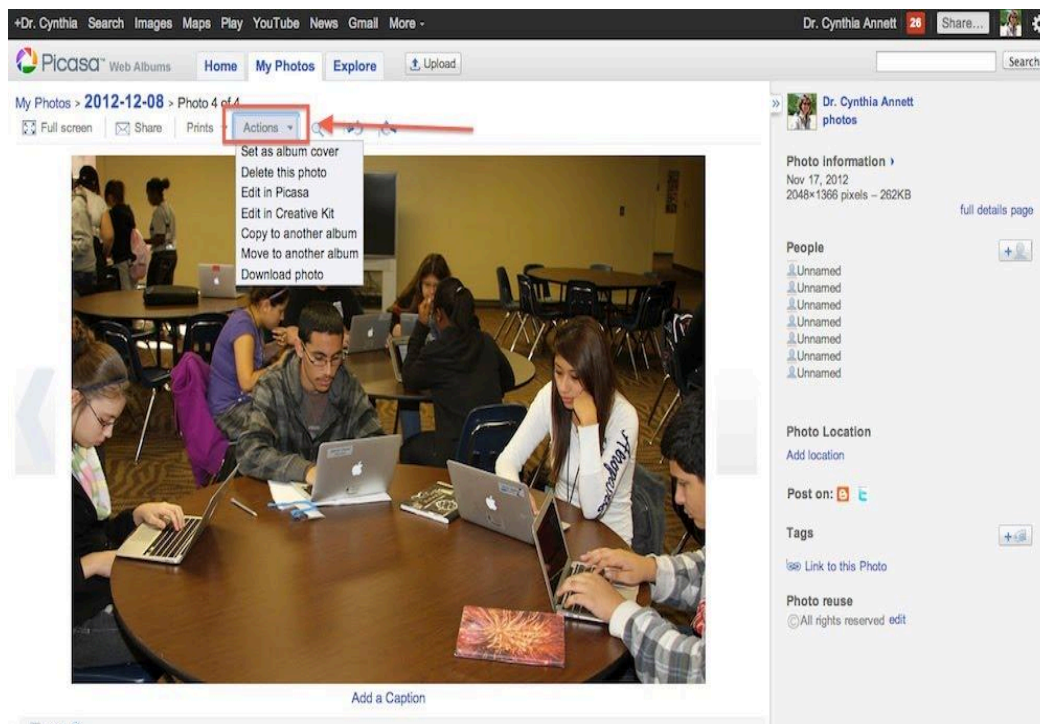 +Dr. Cynthia Search Images Maps Play YouTube News Gmail More - Dr. Cynthia Annett 26 Share...
Picasa™ Web Albums Home My Photos Explore Upload Search
My Photos > 2012-12-08 > Photo 4 of 4
Full screen Share Prints Actions
Set as album cover
Delete this photo
Edit in Picasa
Edit in Creative Kit
Copy to another album
Move to another album
Download photo
Add a Caption
Dr. Cynthia Annett
photos
Photo information
Nov 17, 2012
2048×1366 pixels – 262KB
full details page
People
Unnamed
Unnamed
Unnamed
Unnamed
Unnamed
Unnamed
Unnamed
Photo Location
Add location
Post on:
Tags
Link to this Photo
Photo reuse
©All rights reserved edit